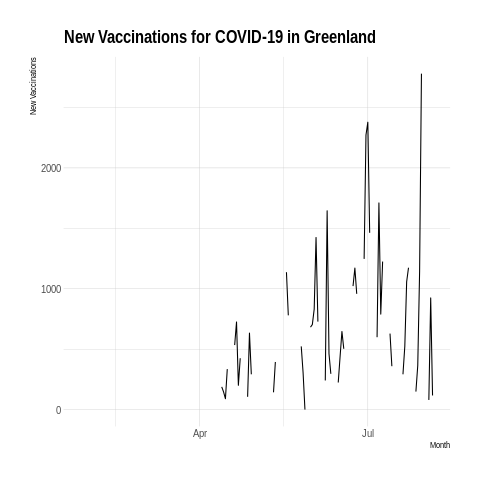 New Vaccinations for COVID-19 in Greenland
New Vaccinations
2000
1000
0
Apr
Jul
Month